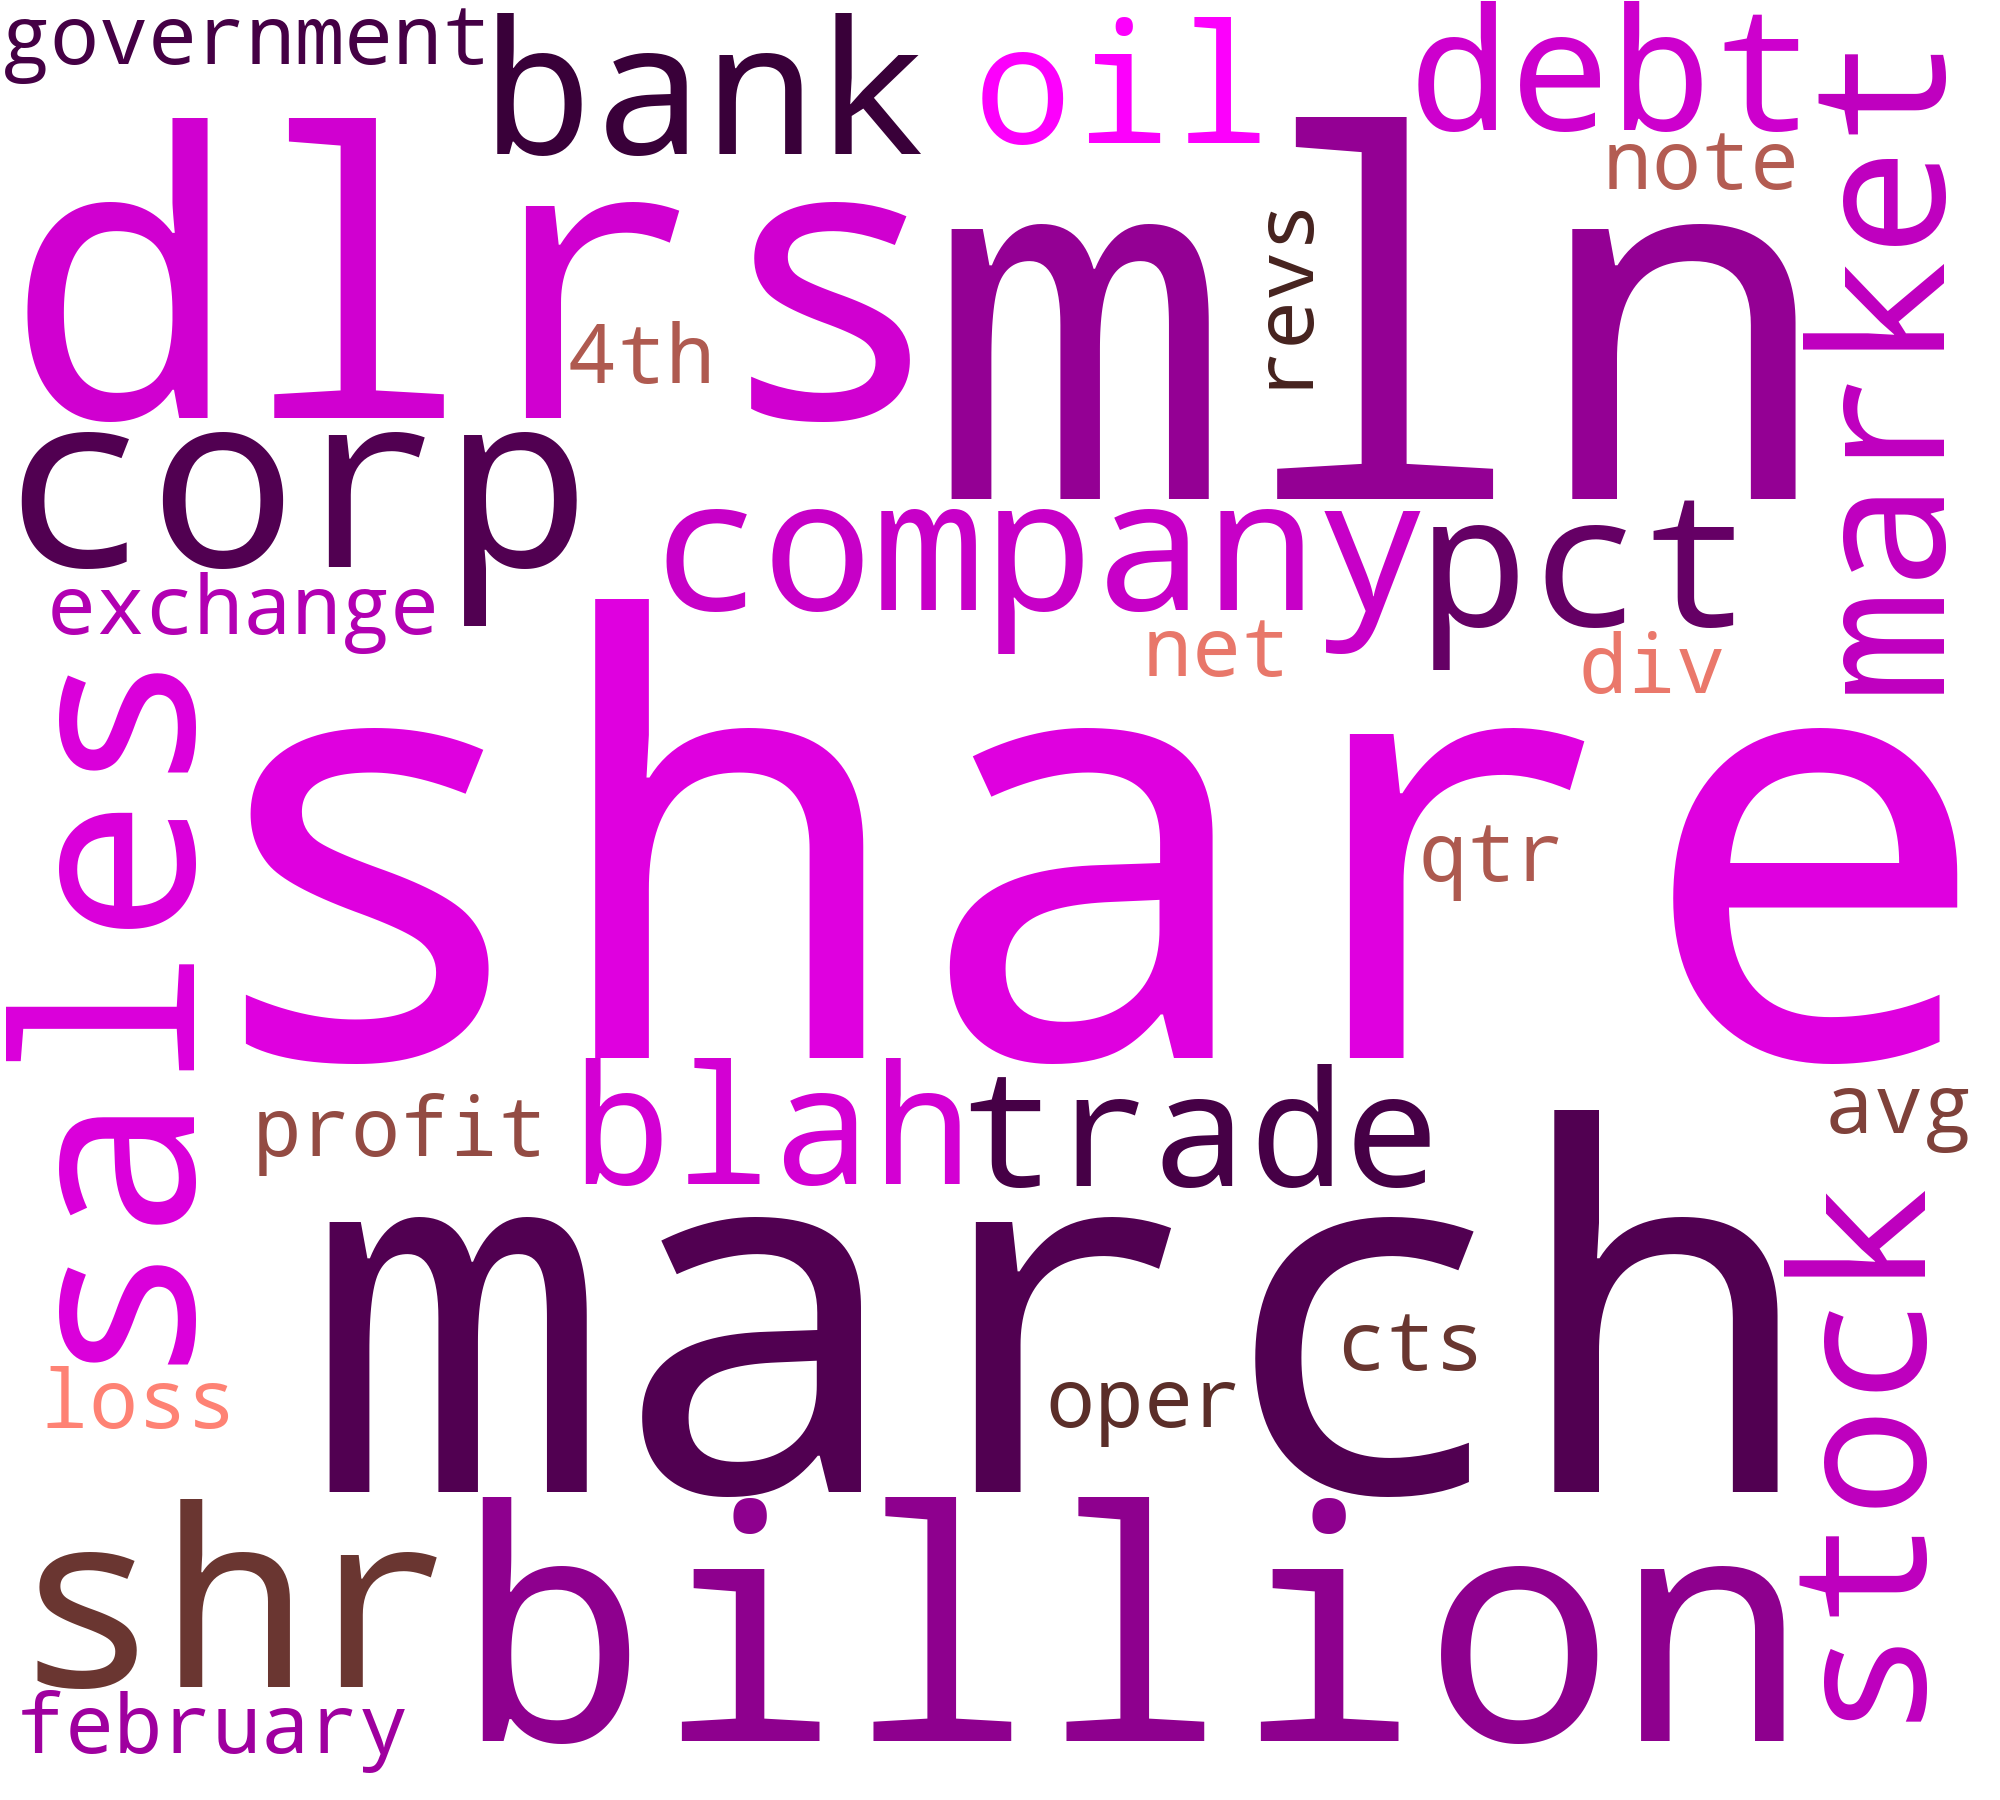 government
bank
oil
debt
market
note
dlrs
mln
revs
4th
corp
company
pct
exchange
net
div
sales
share
qtr
profit
blah
trade
avg
march
stock
cts
oper
loss
shr
billion
february